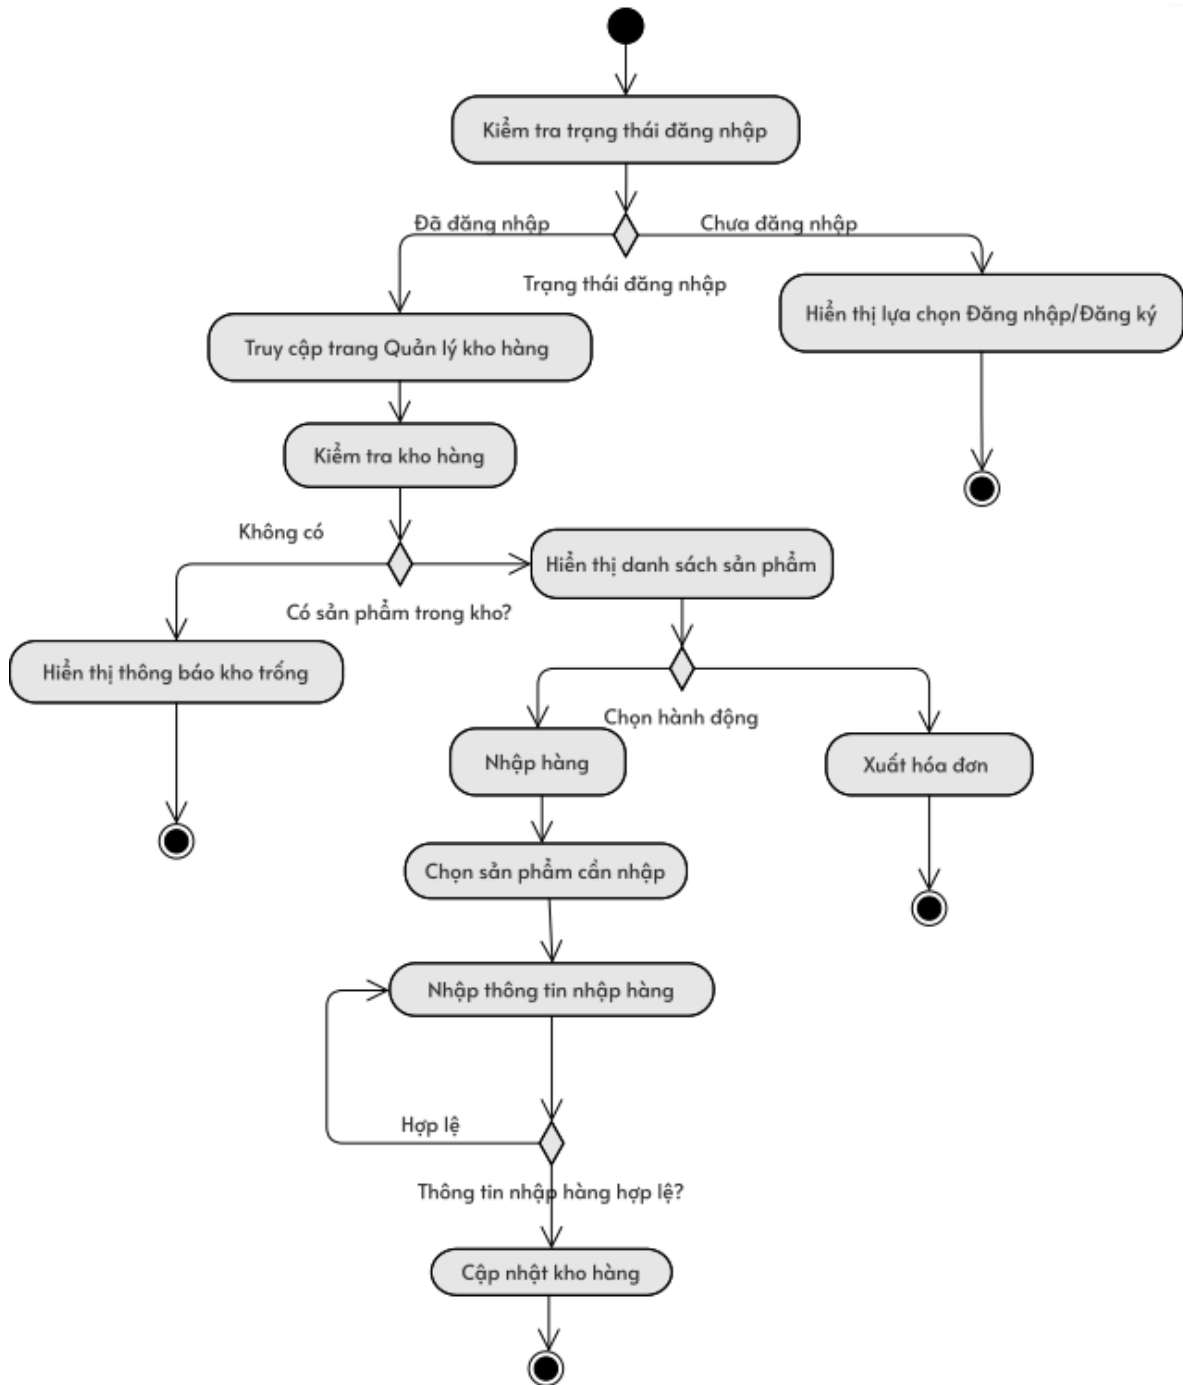 Kiểm tra trạng thái đăng nhập
Đã đăng nhập
Chưa đăng nhập
Trạng thái đăng nhập
Hiển thị lựa chọn Đăng nhập/Đăng ký
Truy cập trang Quản lý kho hàng
Kiểm tra kho hàng
Không có
Hiển thị danh sách sản phẩm
Có sản phẩm trong kho?
Hiển thị thông báo kho trống
Chọn hành động
Nhập hàng
Xuất hóa đơn
Chọn sản phẩm cần nhập
Nhập thông tin nhập hàng
Hợp lệ
Thông tin nhập hàng hợp lệ?
Cập nhật kho hàng